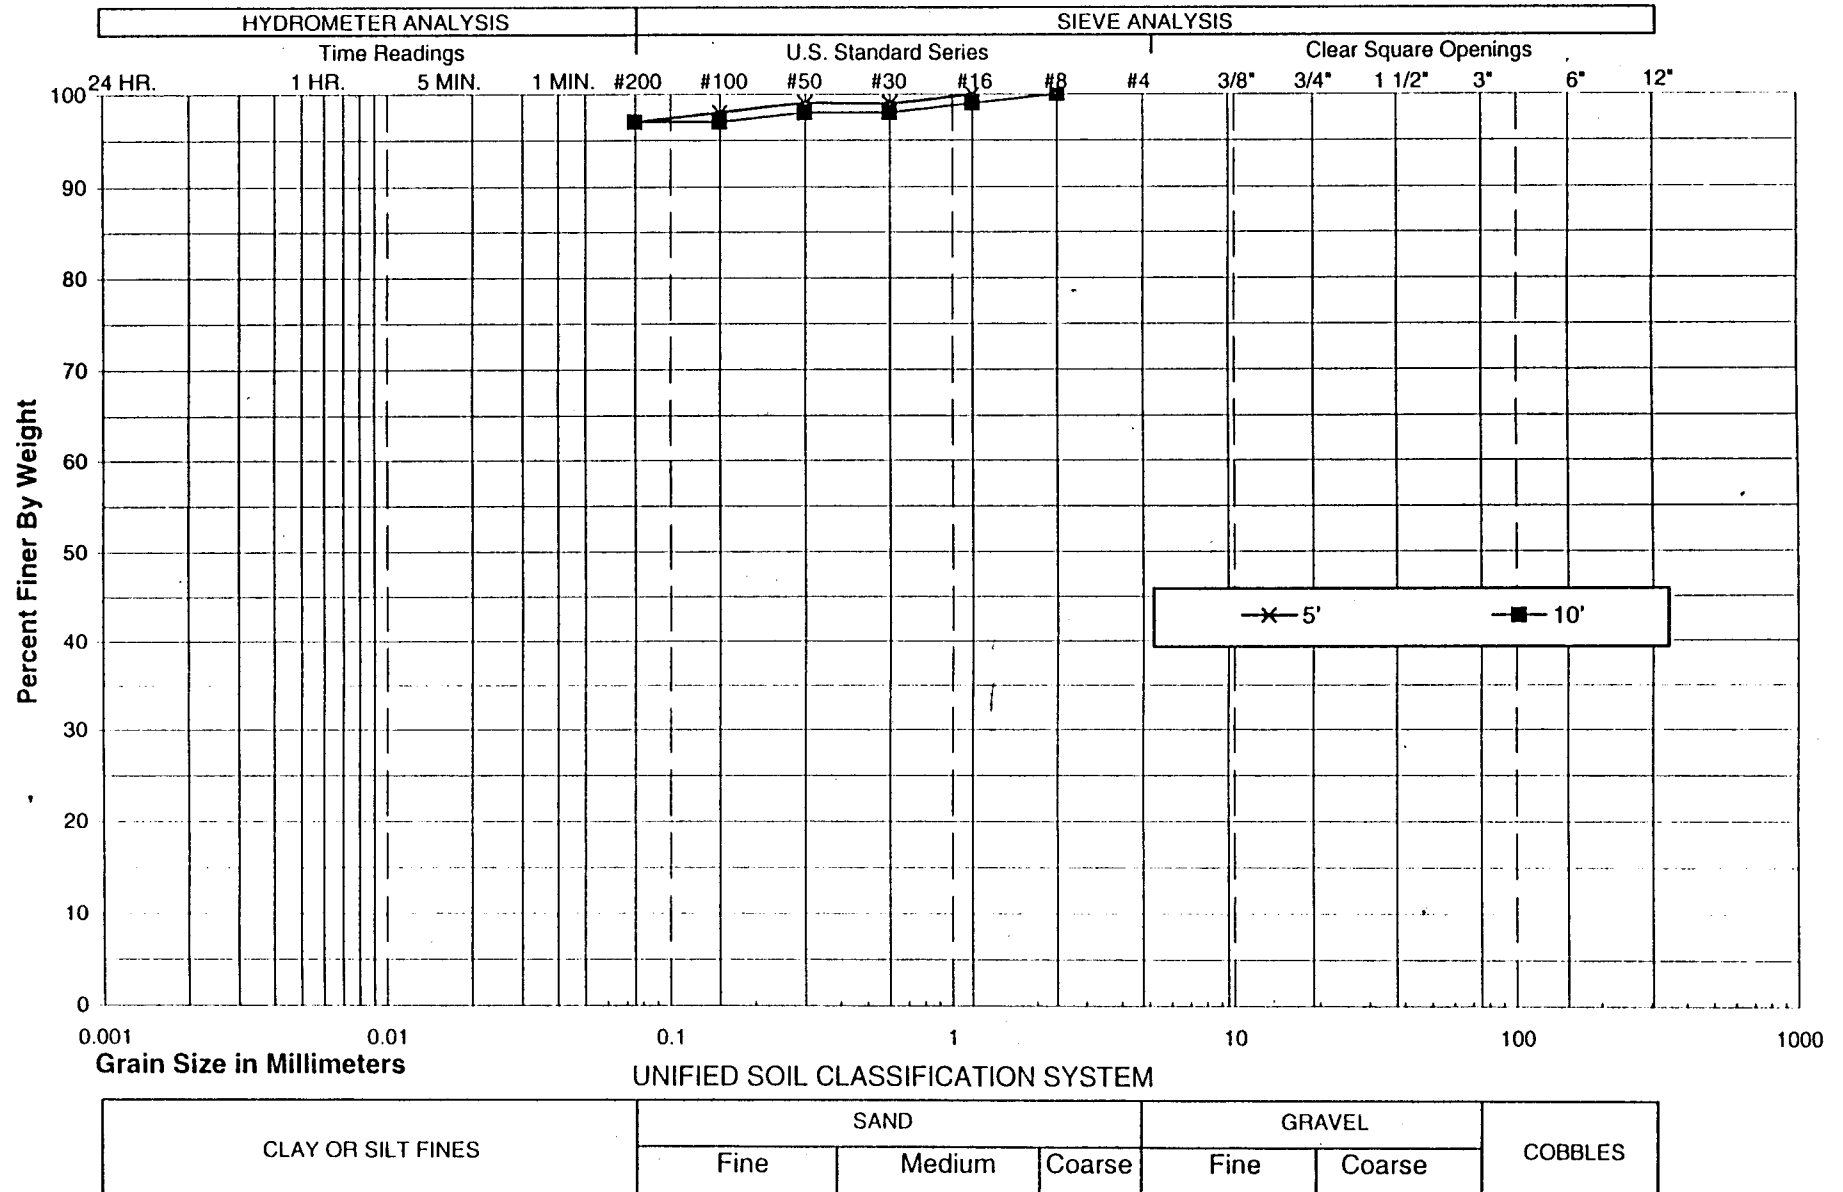 HYDROMETER ANALYSIS SIEVE ANALYSIS
Time Readings U.S. Standard Series Clear Square Openings
24 HR. 1 HR. 5 MIN. 1 MIN. #200 #100 #50 #30 #16 #8 #4 3/8" 3/4" 1 1/2" 3" 6" 12"
100
90
80
70
60
50
40
30
20
10
0
Percent Finer By Weight
5' 10'
0.001 0.01 0.1 1 10 100 1000
Grain Size in Millimeters
UNIFIED SOIL CLASSIFICATION SYSTEM
CLAY OR SILT FINES SAND GRAVEL COBBLES
Fine Medium Coarse Fine Coarse